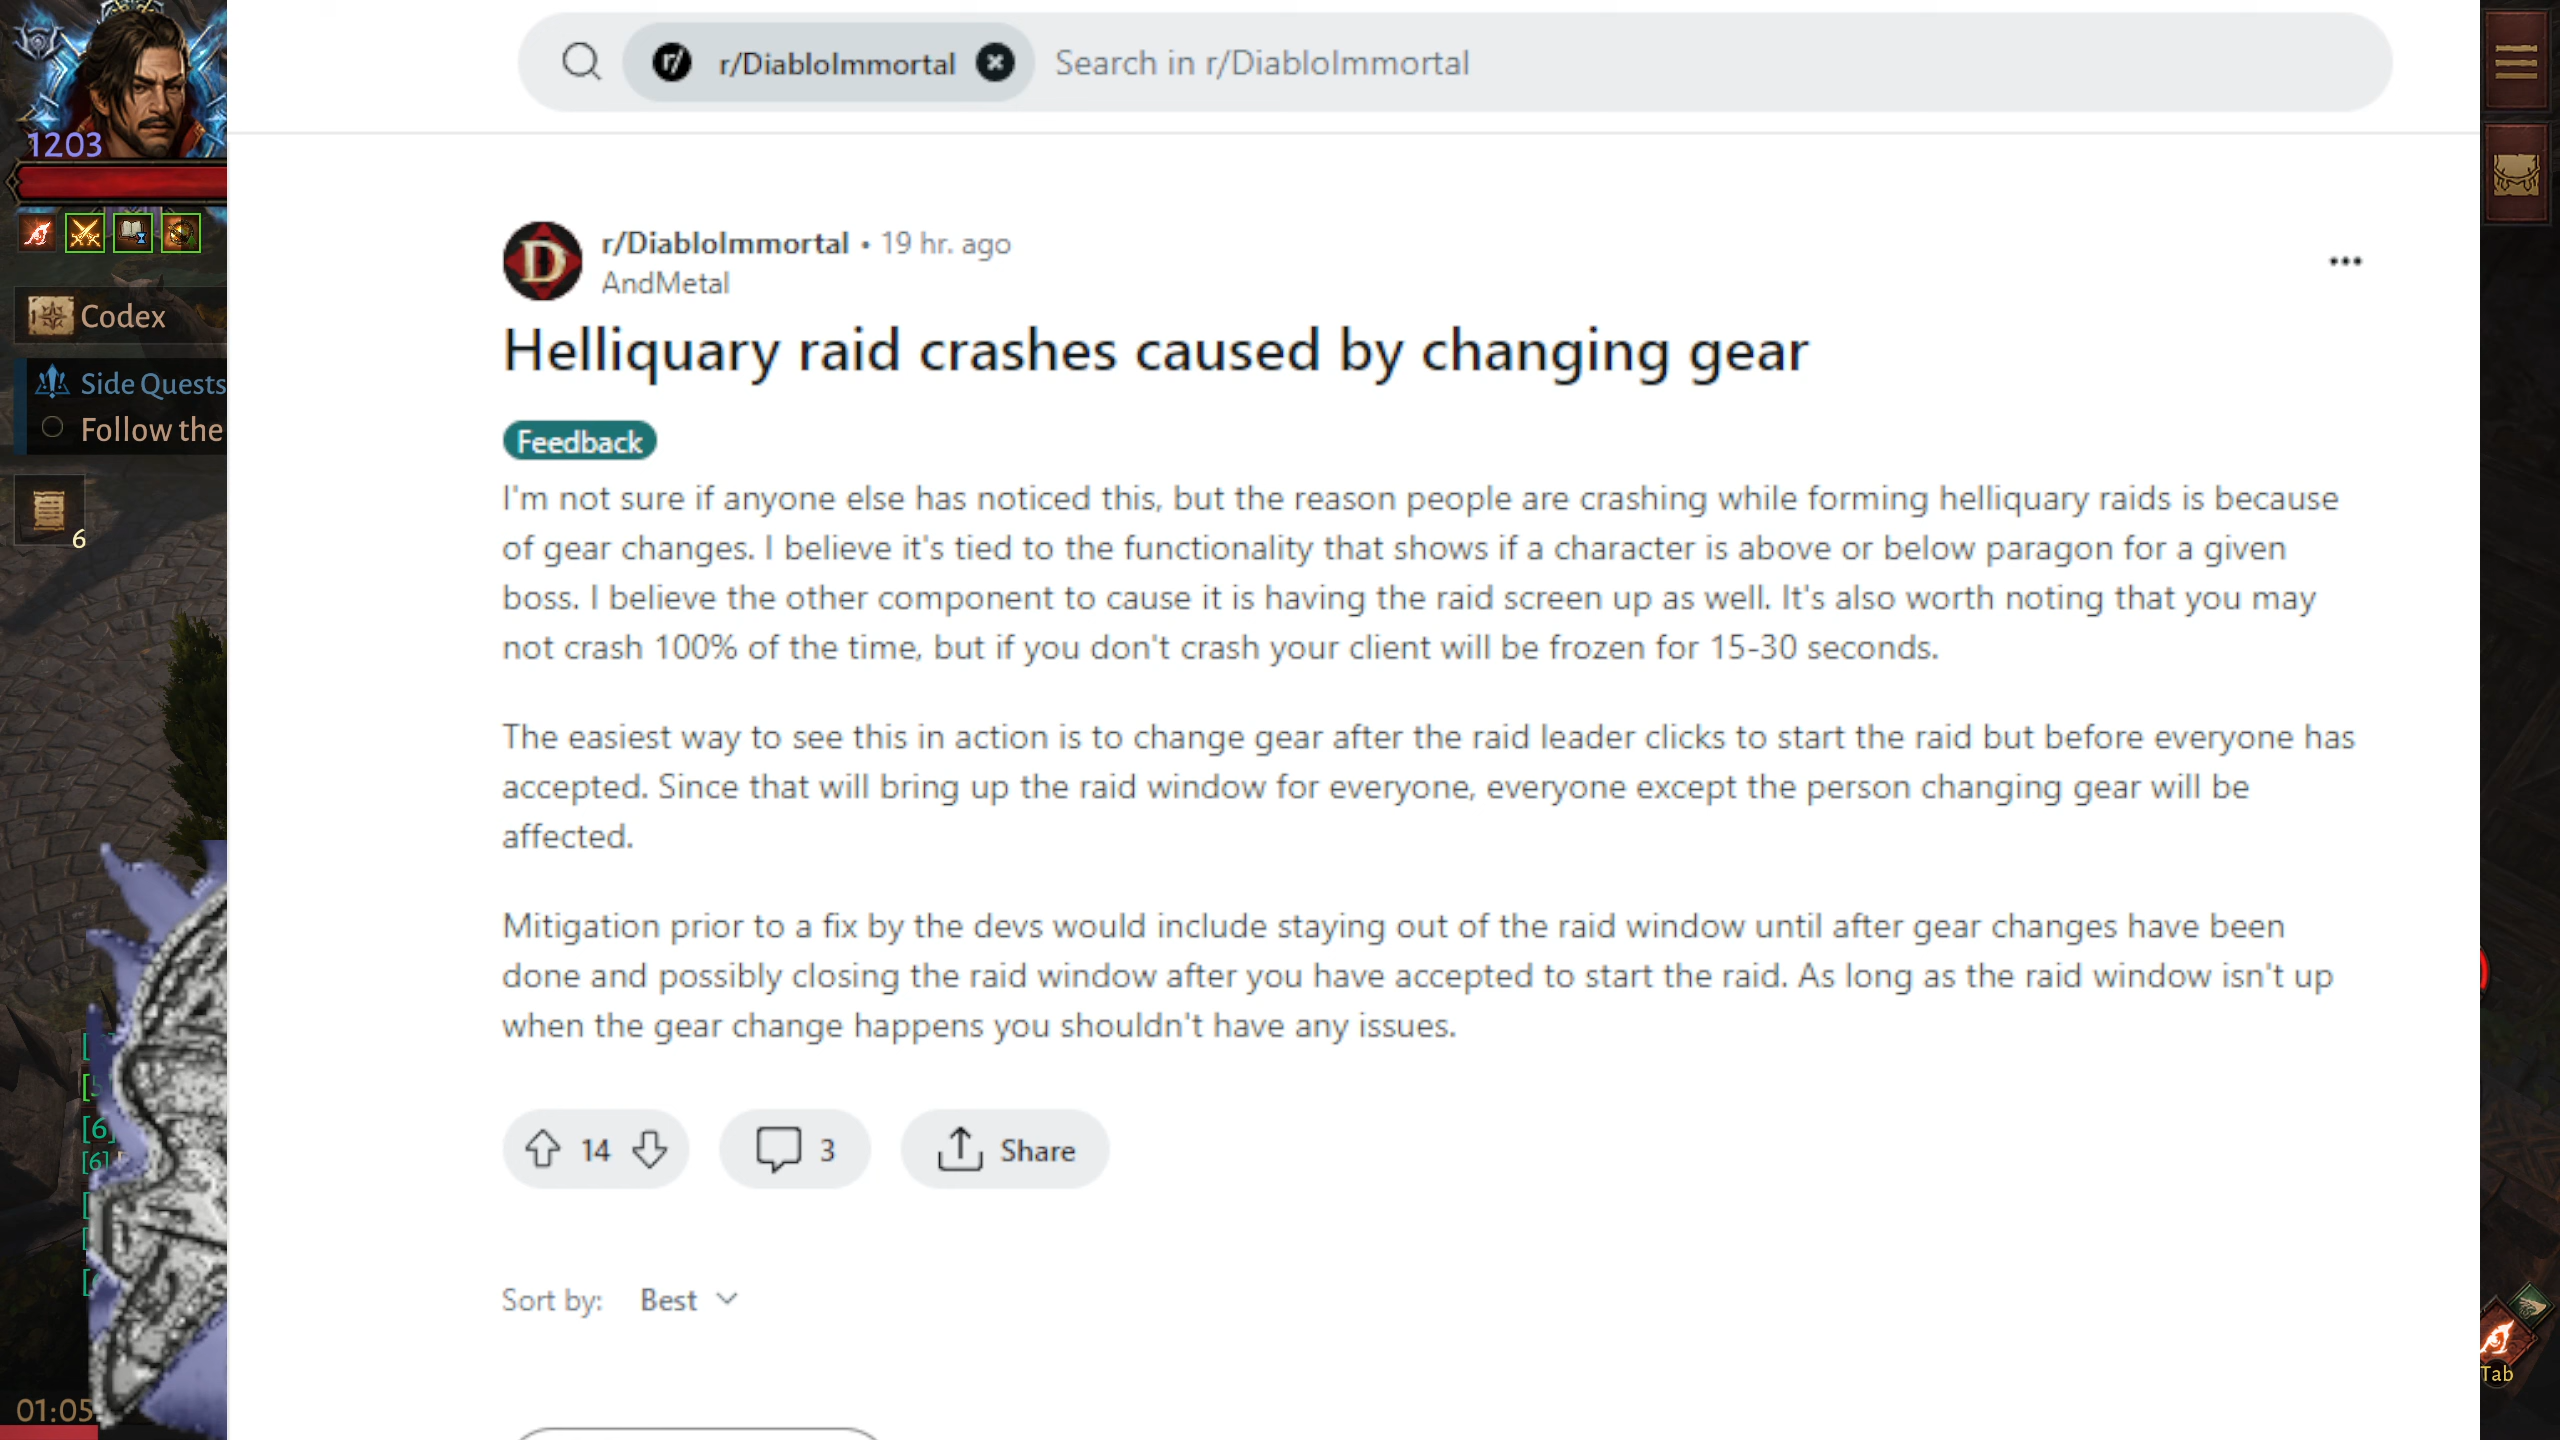 r/DiabloImmortal
Search in r/DiabloImmortal
1203
Codex
Side Quests
Follow the
6
r/DiabloImmortal • 19 hr. ago
AndMetal
Helliquary raid crashes caused by changing gear
Feedback
I'm not sure if anyone else has noticed this, but the reason people are crashing while forming helliquary raids is because
of gear changes. I believe it's tied to the functionality that shows if a character is above or below paragon for a given
boss. I believe the other component to cause it is having the raid screen up as well. It's also worth noting that you may
not crash 100% of the time, but if you don't crash your client will be frozen for 15-30 seconds.
The easiest way to see this in action is to change gear after the raid leader clicks to start the raid but before everyone has
accepted. Since that will bring up the raid window for everyone, everyone except the person changing gear will be
affected.
Mitigation prior to a fix by the devs would include staying out of the raid window until after gear changes have been
done and possibly closing the raid window after you have accepted to start the raid. As long as the raid window isn't up
when the gear change happens you shouldn't have any issues.
14
3
Share
Sort by: Best
[6]
[6]
01:05
Tab